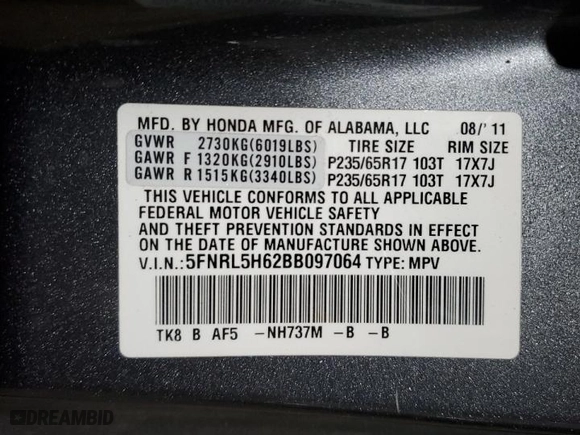 MFD. BY HONDA MFG. OF ALABAMA, LLC 08/'11
GVWR 2730KG(6019LBS) TIRE SIZE RIM SIZE
GAWR F 1320KG(2910LBS) P235/65R17 103T 17X7J
GAWR R 1515KG(3340LBS) P235/65R17 103T 17X7J
THIS VEHICLE CONFORMS TO ALL APPLICABLE
FEDERAL MOTOR VEHICLE SAFETY
AND THEFT PREVENTION STANDARDS IN EFFECT
ON THE DATE OF MANUFACTURE SHOWN ABOVE.
V.I.N.:5FNRL5H62BB097064 TYPE: MPV
TK8 B AF5 -NH737M -B -B
DREAMBID